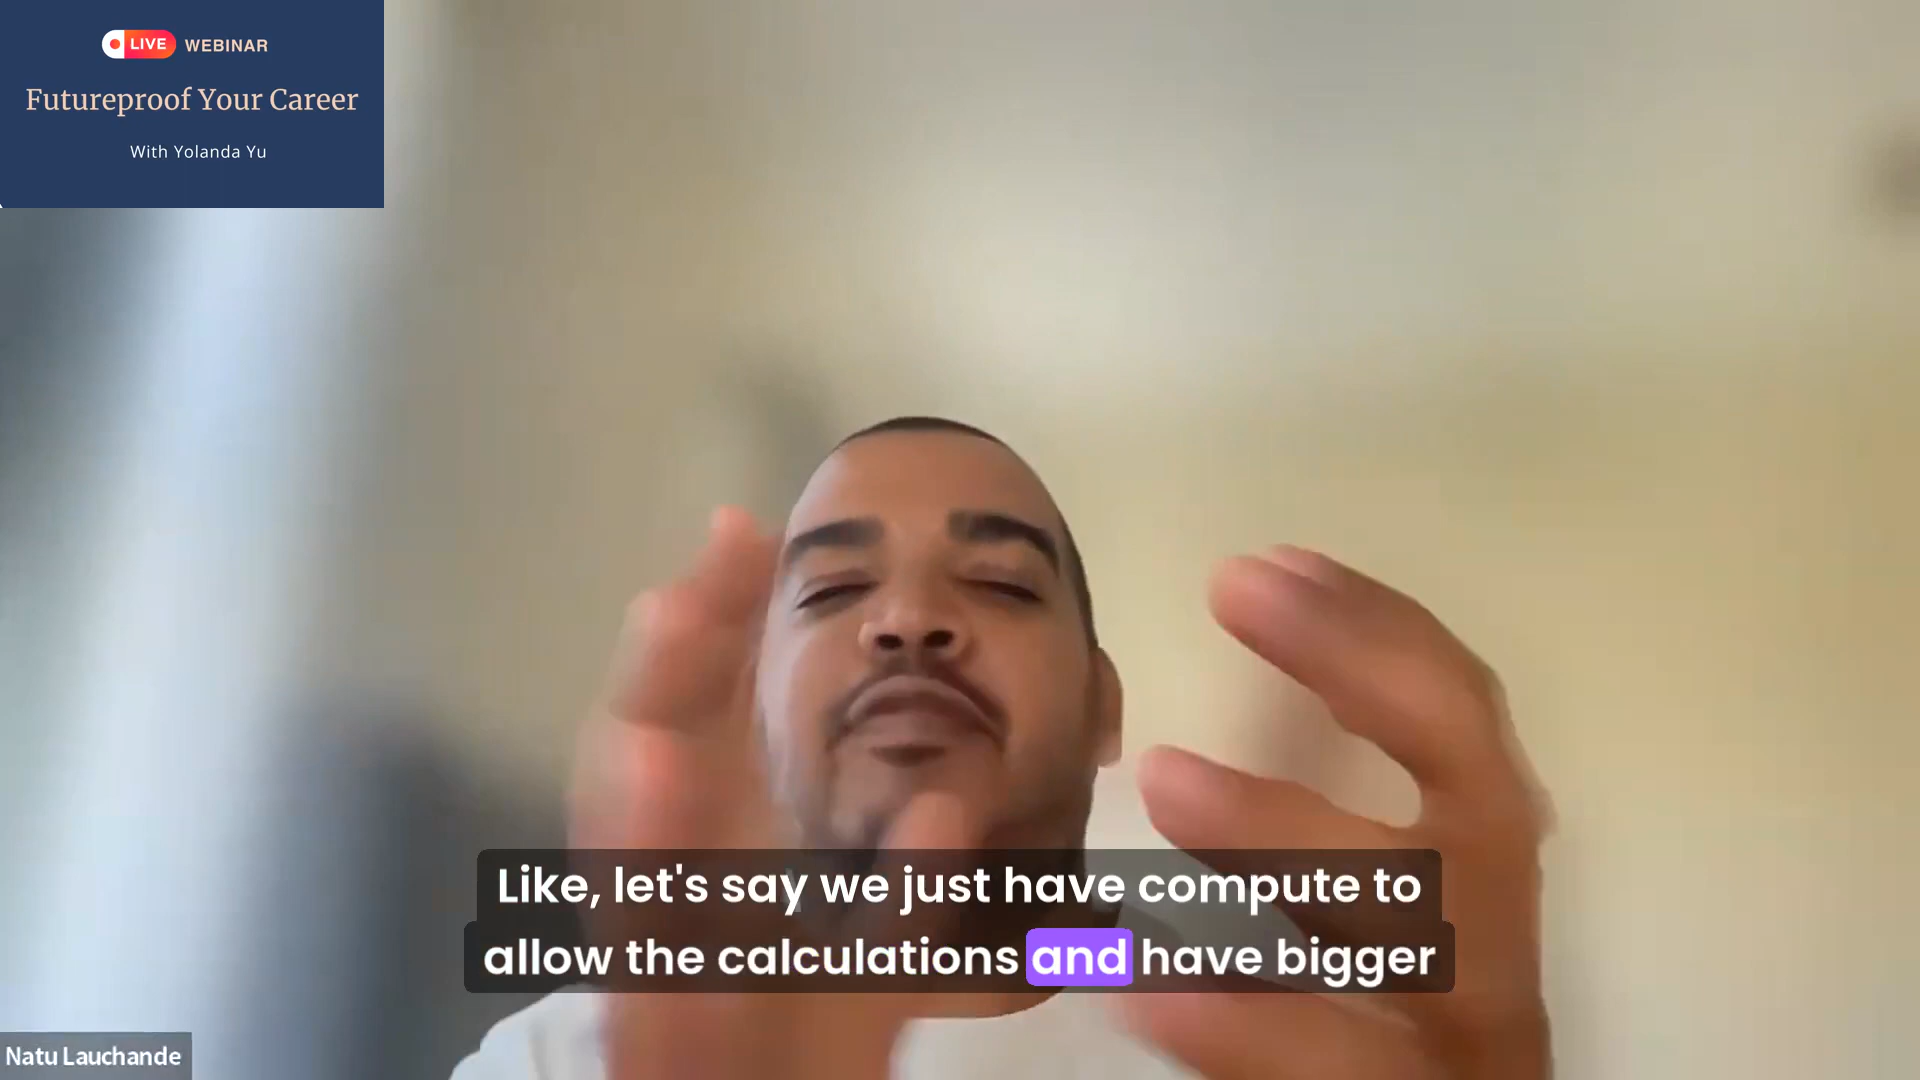 LIVE WEBINAR
Futureproof Your Career
With Yolanda Yu
Like, let's say we just have compute to
allow the calculations and have bigger
Natu Lauchande